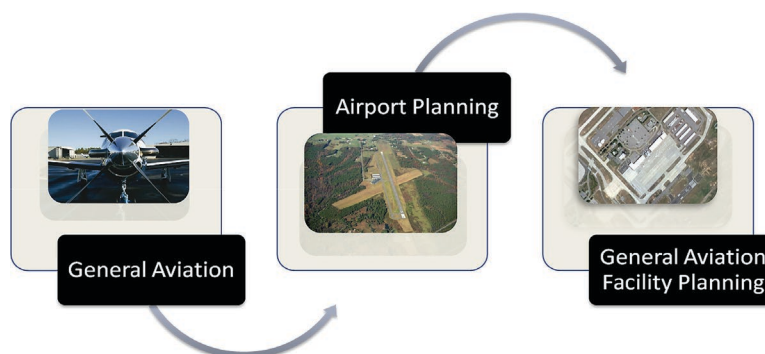 General Aviation
Airport Planning
General Aviation
Facility Planning